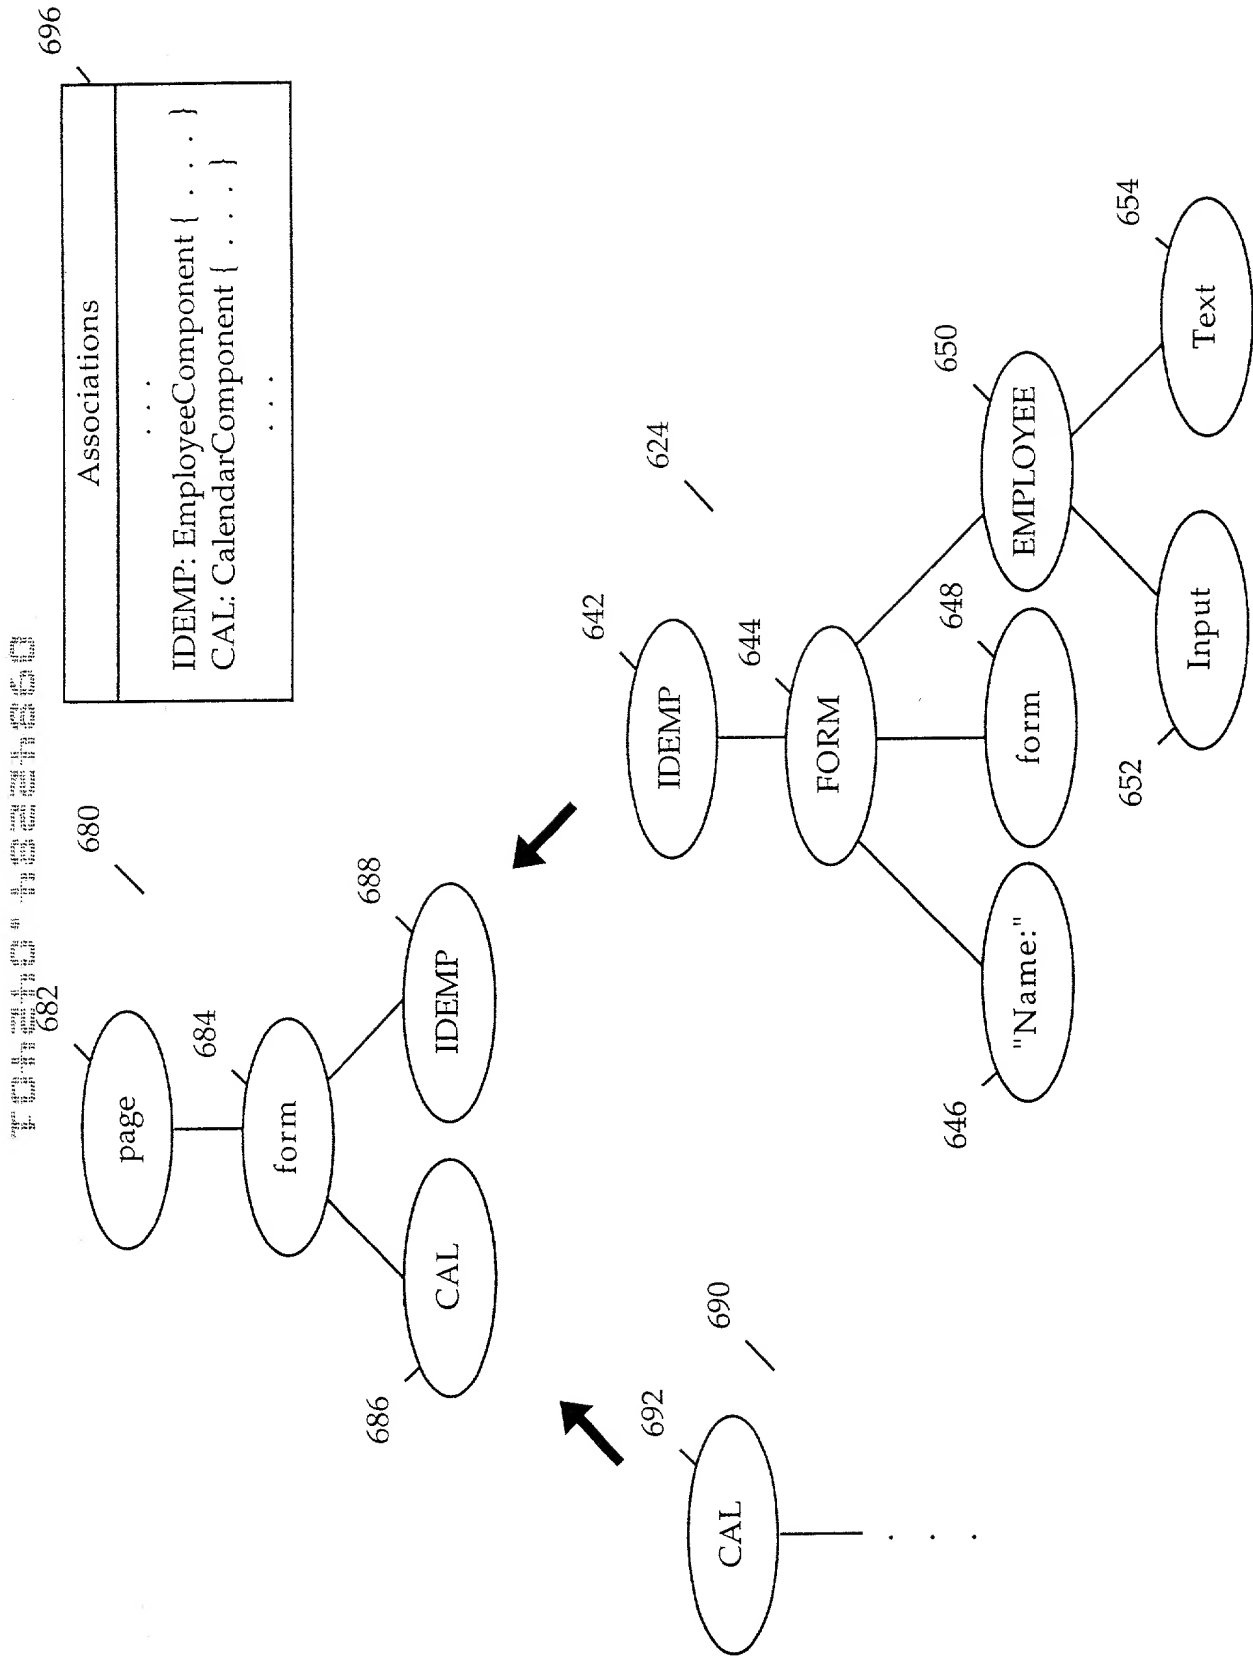 680
682
page
684
form
686
CAL
688
IDEMP
696
Associations
. . .
IDEMP: EmployeeComponent { . . . }
CAL: CalendarComponent { . . . }
. . .
690
692
CAL
. . .
624
642
IDEMP
644
FORM
646
"Name:"
648
form
650
EMPLOYEE
652
Input
654
Text